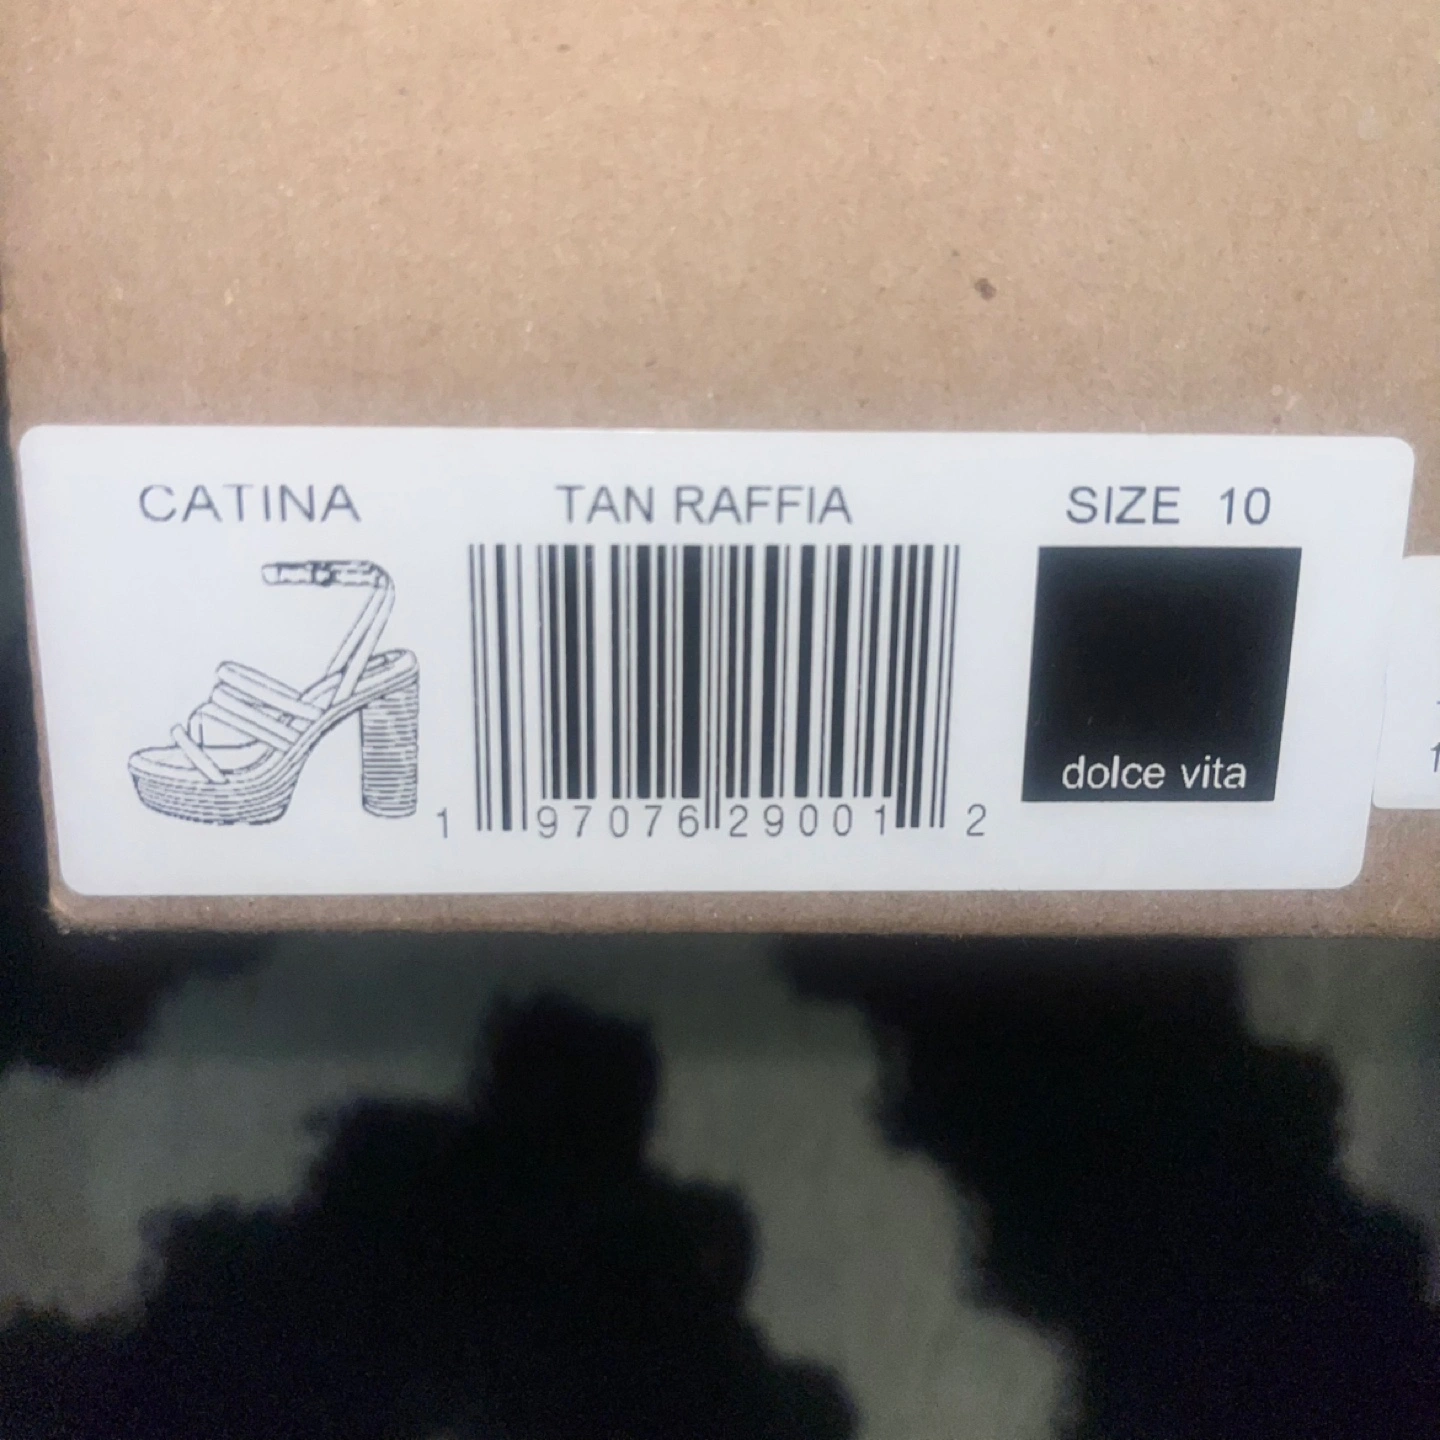 CATINA TAN RAFFIA SIZE 10
dolce vita
1 97076 29001 2